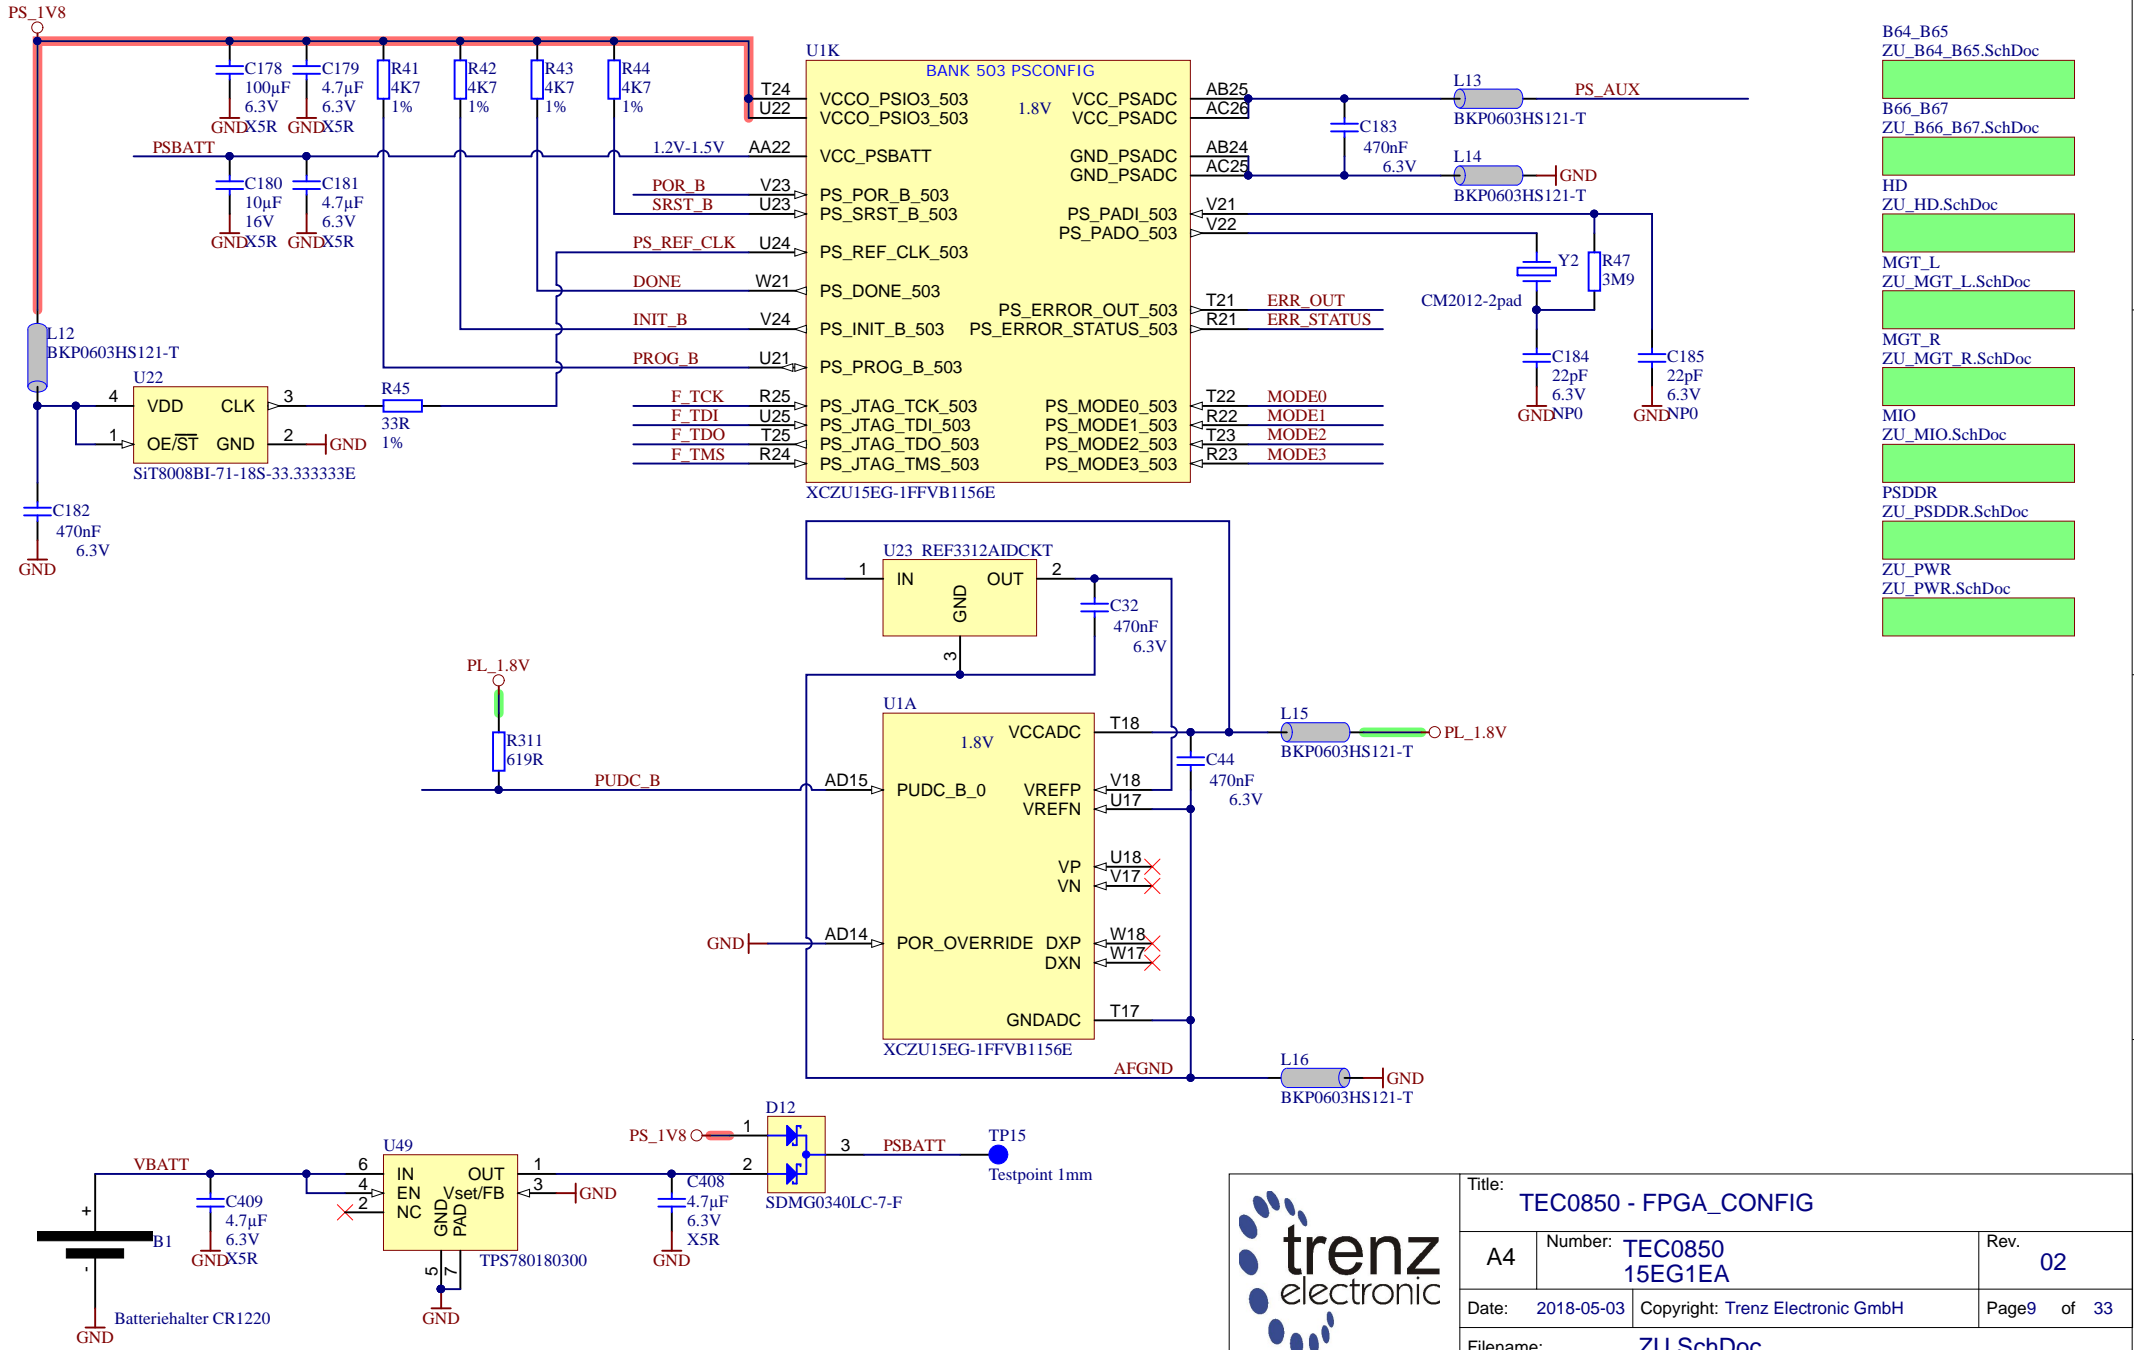 PS_1V8
C178
100µF
6.3V
X5R
GND
C179
4.7µF
6.3V
X5R
GND
R41
4K7
1%
R42
4K7
1%
R43
4K7
1%
R44
4K7
1%
PSBATT
1.2V-1.5V
C180
10µF
16V
X5R
GND
C181
4.7µF
6.3V
X5R
GND
POR_B
SRST_B
PS_REF_CLK
DONE
INIT_B
PROG_B
F_TCK
F_TDI
F_TDO
F_TMS
U1K
BANK 503 PSCONFIG
1.8V
T24 VCCO_PSIO3_503
U22 VCCO_PSIO3_503
AA22 VCC_PSBATT
V23 PS_POR_B_503
U23 PS_SRST_B_503
U24 PS_REF_CLK_503
W21 PS_DONE_503
V24 PS_INIT_B_503
U21 PS_PROG_B_503
R25 PS_JTAG_TCK_503
U25 PS_JTAG_TDI_503
T25 PS_JTAG_TDO_503
R24 PS_JTAG_TMS_503
VCC_PSADC AB25
VCC_PSADC AC26
GND_PSADC AB24
GND_PSADC AC25
PS_PADI_503 V21
PS_PADO_503 V22
PS_ERROR_OUT_503 T21 ERR_OUT
PS_ERROR_STATUS_503 R21 ERR_STATUS
PS_MODE0_503 T22 MODE0
PS_MODE1_503 R22 MODE1
PS_MODE2_503 T23 MODE2
PS_MODE3_503 R23 MODE3
XCZU15EG-1FFVB1156E
C183
470nF
6.3V
L13
BKP0603HS121-T
PS_AUX
L14
BKP0603HS121-T
GND
Y2
CM2012-2pad
R47
3M9
C184
22pF
6.3V
NP0
GND
C185
22pF
6.3V
NP0
GND
L12
BKP0603HS121-T
U22
4 VDD CLK 3
1 OE/ST GND 2 GND
SiT8008BI-71-18S-33.333333E
R45
33R
1%
C182
470nF
6.3V
GND
B64_B65
ZU_B64_B65.SchDoc
B66_B67
ZU_B66_B67.SchDoc
HD
ZU_HD.SchDoc
MGT_L
ZU_MGT_L.SchDoc
MGT_R
ZU_MGT_R.SchDoc
MIO
ZU_MIO.SchDoc
PSDDR
ZU_PSDDR.SchDoc
ZU_PWR
ZU_PWR.SchDoc
U23 REF3312AIDCKT
1 IN OUT 2
GND
3
C32
470nF
6.3V
PL_1.8V
R311
619R
PUDC_B
U1A
1.8V
VCCADC T18
AD15 PUDC_B_0
VREFP V18
VREFN U17
VP U18
VN V17
GND AD14 POR_OVERRIDE
DXP W18
DXN W17
GNDADC T17
XCZU15EG-1FFVB1156E
C44
470nF
6.3V
L15
BKP0603HS121-T
PL_1.8V
AFGND
L16
BKP0603HS121-T
GND
VBATT
+
-
B1
Batteriehalter CR1220
GND
C409
4.7µF
6.3V
X5R
GND
U49
6 IN OUT 1
4 EN Vset/FB 3 GND
2 NC
GND
PAD
5
7
GND
TPS780180300
C408
4.7µF
6.3V
X5R
GND
PS_1V8
D12
1
2
3
SDMG0340LC-7-F
PSBATT
TP15
Testpoint 1mm
trenz
electronic
Title:
TEC0850 - FPGA_CONFIG
A4
Number: TEC0850
15EG1EA
Rev.
02
Date: 2018-05-03
Copyright: Trenz Electronic GmbH
Page9 of 33
Filename: ZU.SchDoc